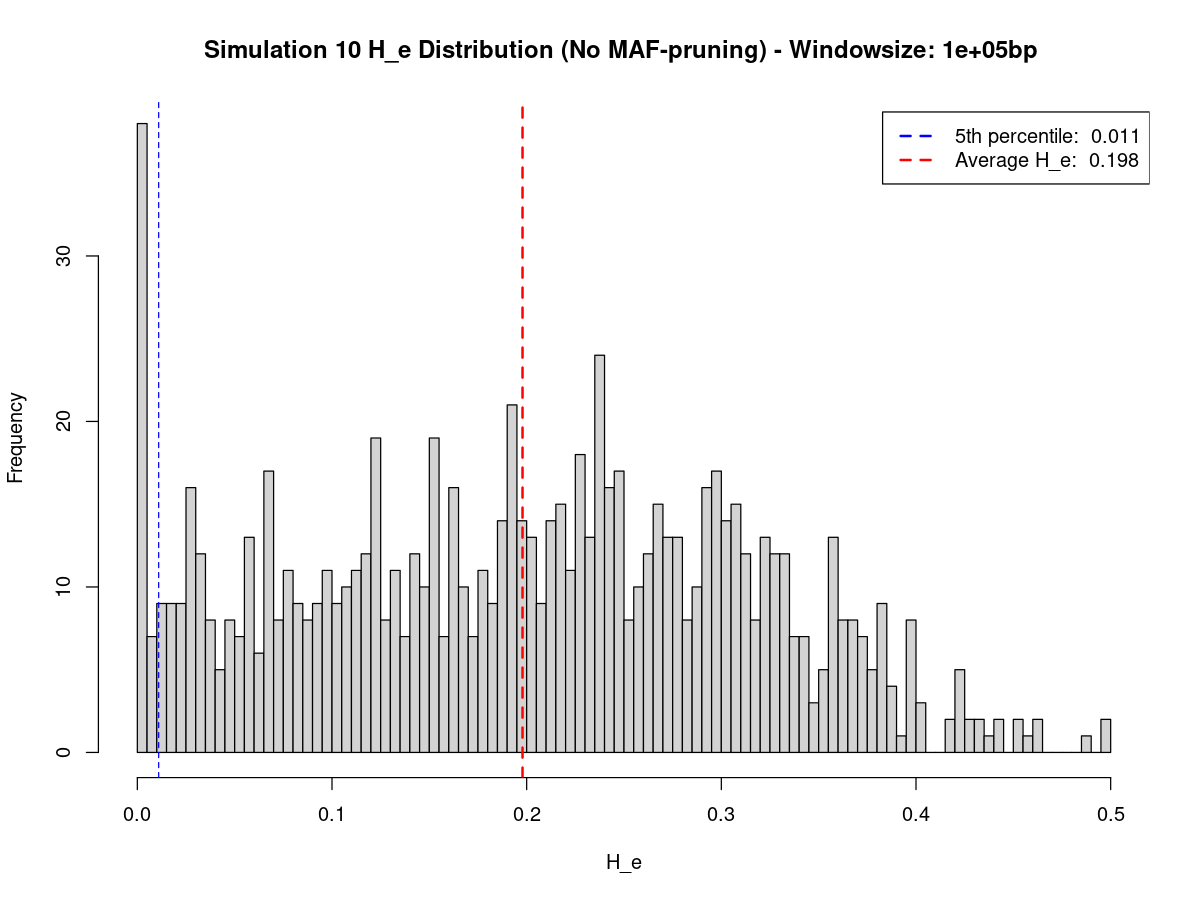 Simulation 10 H_e Distribution (No MAF-pruning) - Windowsize: 1e+05bp
5th percentile: 0.011
Average H_e: 0.198
Frequency
30
20
10
0
0.0 0.1 0.2 0.3 0.4 0.5
H_e